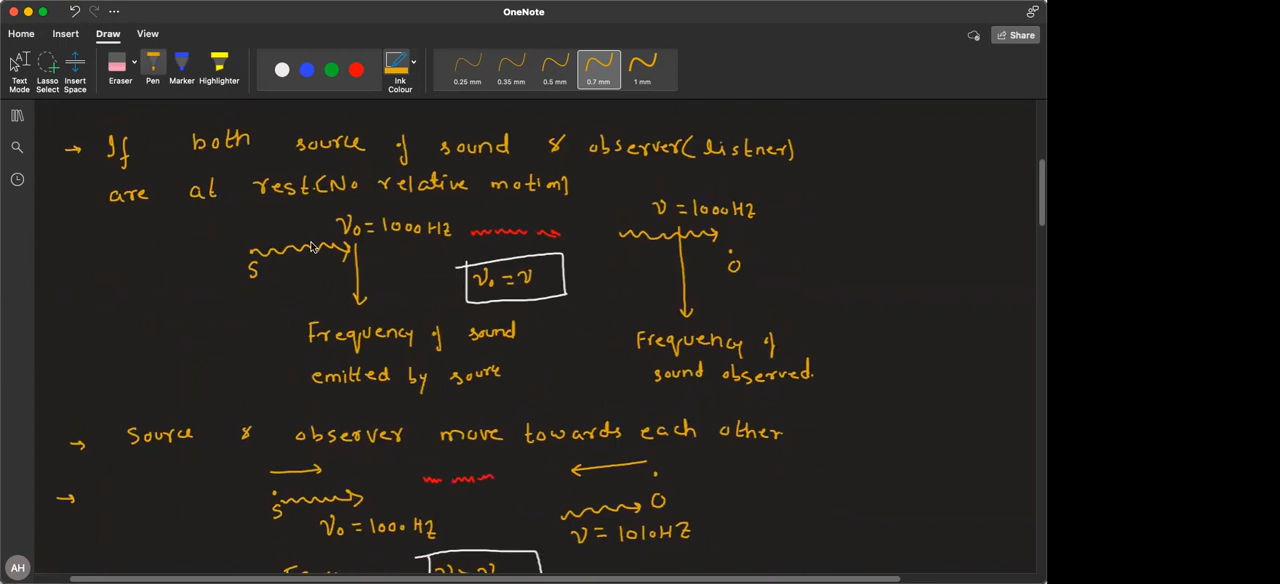 OneNote
Home Insert Draw View
Share
Text Mode Lasso Select Insert Space Eraser Pen Marker Highlighter Ink Colour 0.25 mm 0.35 mm 0.5 mm 0.7 mm 1 mm
→ If both source of sound & observer(listner)
are at rest.(No relative motion)
ν₀ = 1000 HZ
ν = 1000 HZ
S
ν₀ = ν
O
Frequency of sound
emitted by soure
Frequency of
sound observed.
→ Source & observer move towards each other
→
S
O
ν₀ = 1000 HZ
ν = 1010 HZ
AH